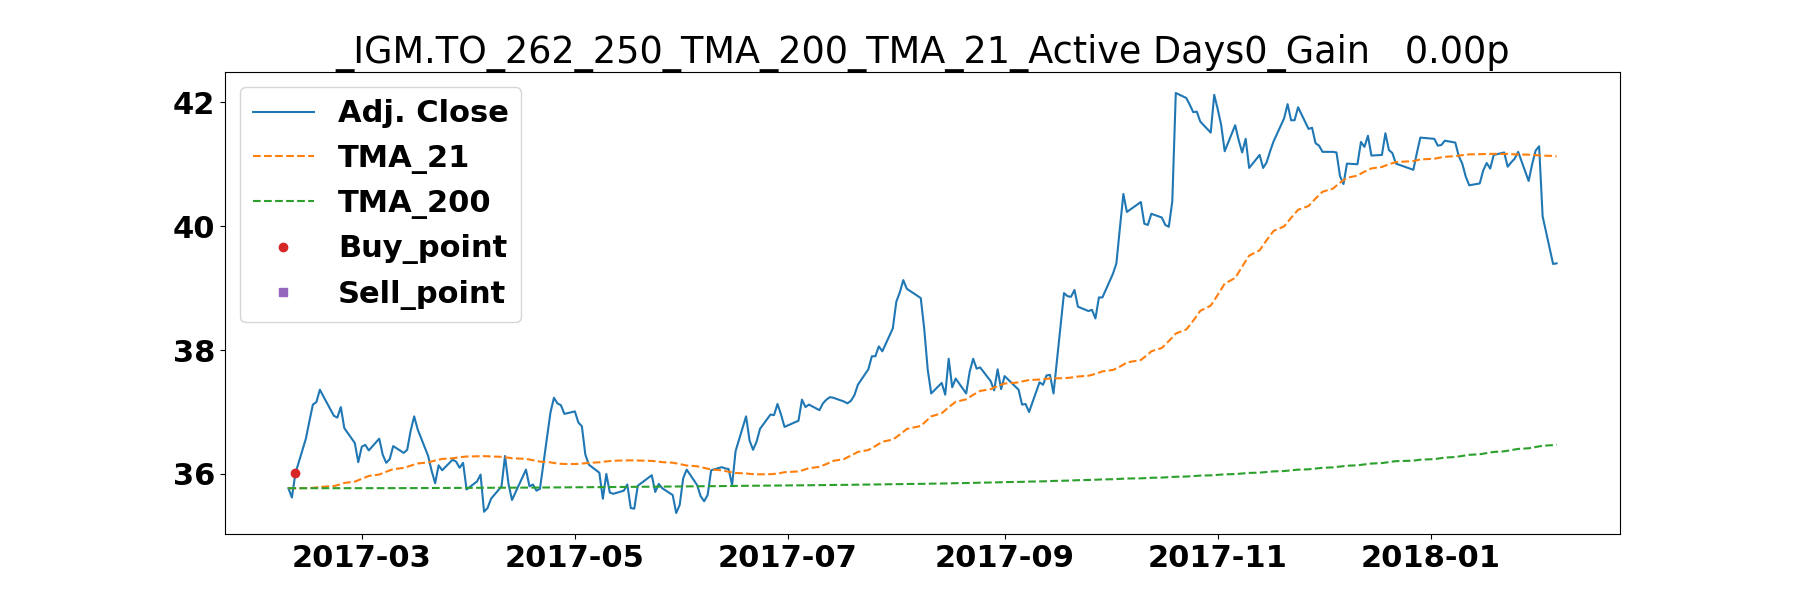 _IGM.TO_262_250_TMA_200_TMA_21_Active Days0_Gain   0.00p
Adj. Close
TMA_21
TMA_200
Buy_point
Sell_point
42
40
38
36
2017-03 2017-05 2017-07 2017-09 2017-11 2018-01